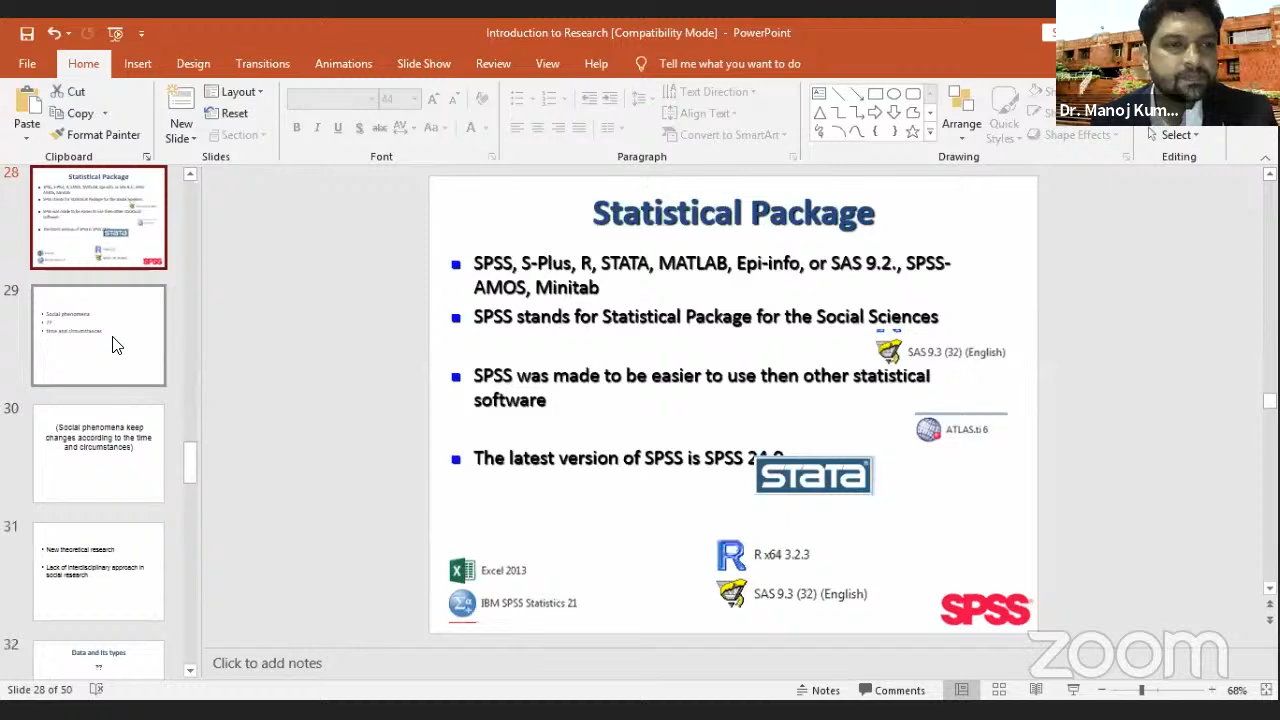 Introduction to Research [Compatibility Mode] - PowerPoint
File Home Insert Design Transitions Animations Slide Show Review View Help Tell me what you want to do
Dr. Manoj Kum...
Paste
Cut
Copy
Format Painter
Clipboard
New Slide
Layout
Reset
Section
Slides
44
B I U S abc AV Aa A
Font
Text Direction
Align Text
Convert to SmartArt
Paragraph
Arrange
Quick Styles
Shape Effects
Drawing
Select
Editing
28
Statistical Package
29
Social phenomena
??
time and circumstances
30
(Social phenomena keep
changes according to the time
and circumstances)
31
New theoretical research
Lack of interdisciplinary approach in
social research
32
Data and its types
??
Statistical Package
SPSS, S-Plus, R, STATA, MATLAB, Epi-info, or SAS 9.2., SPSS-
AMOS, Minitab
SPSS stands for Statistical Package for the Social Sciences
SAS 9.3 (32) (English)
SPSS was made to be easier to use then other statistical
software
ATLAS.ti 6
The latest version of SPSS is SPSS
STATA
R x64 3.2.3
Excel 2013
SAS 9.3 (32) (English)
IBM SPSS Statistics 21
SPSS
Click to add notes
zoom
Slide 28 of 50
Notes
Comments
68%